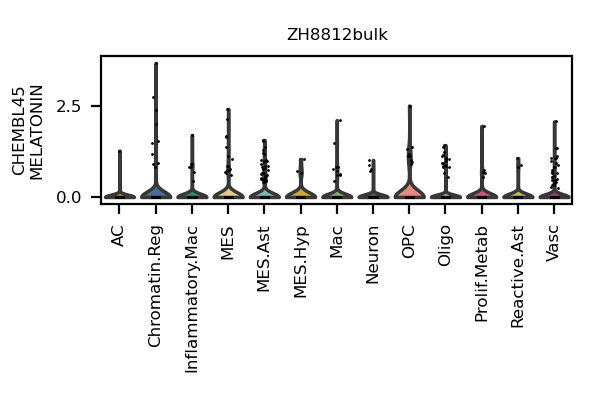 ZH8812bulk
CHEMBL45
MELATONIN
2.5
0.0
AC
Chromatin.Reg
Inflammatory.Mac
MES
MES.Ast
MES.Hyp
Mac
Neuron
OPC
Oligo
Prolif.Metab
Reactive.Ast
Vasc